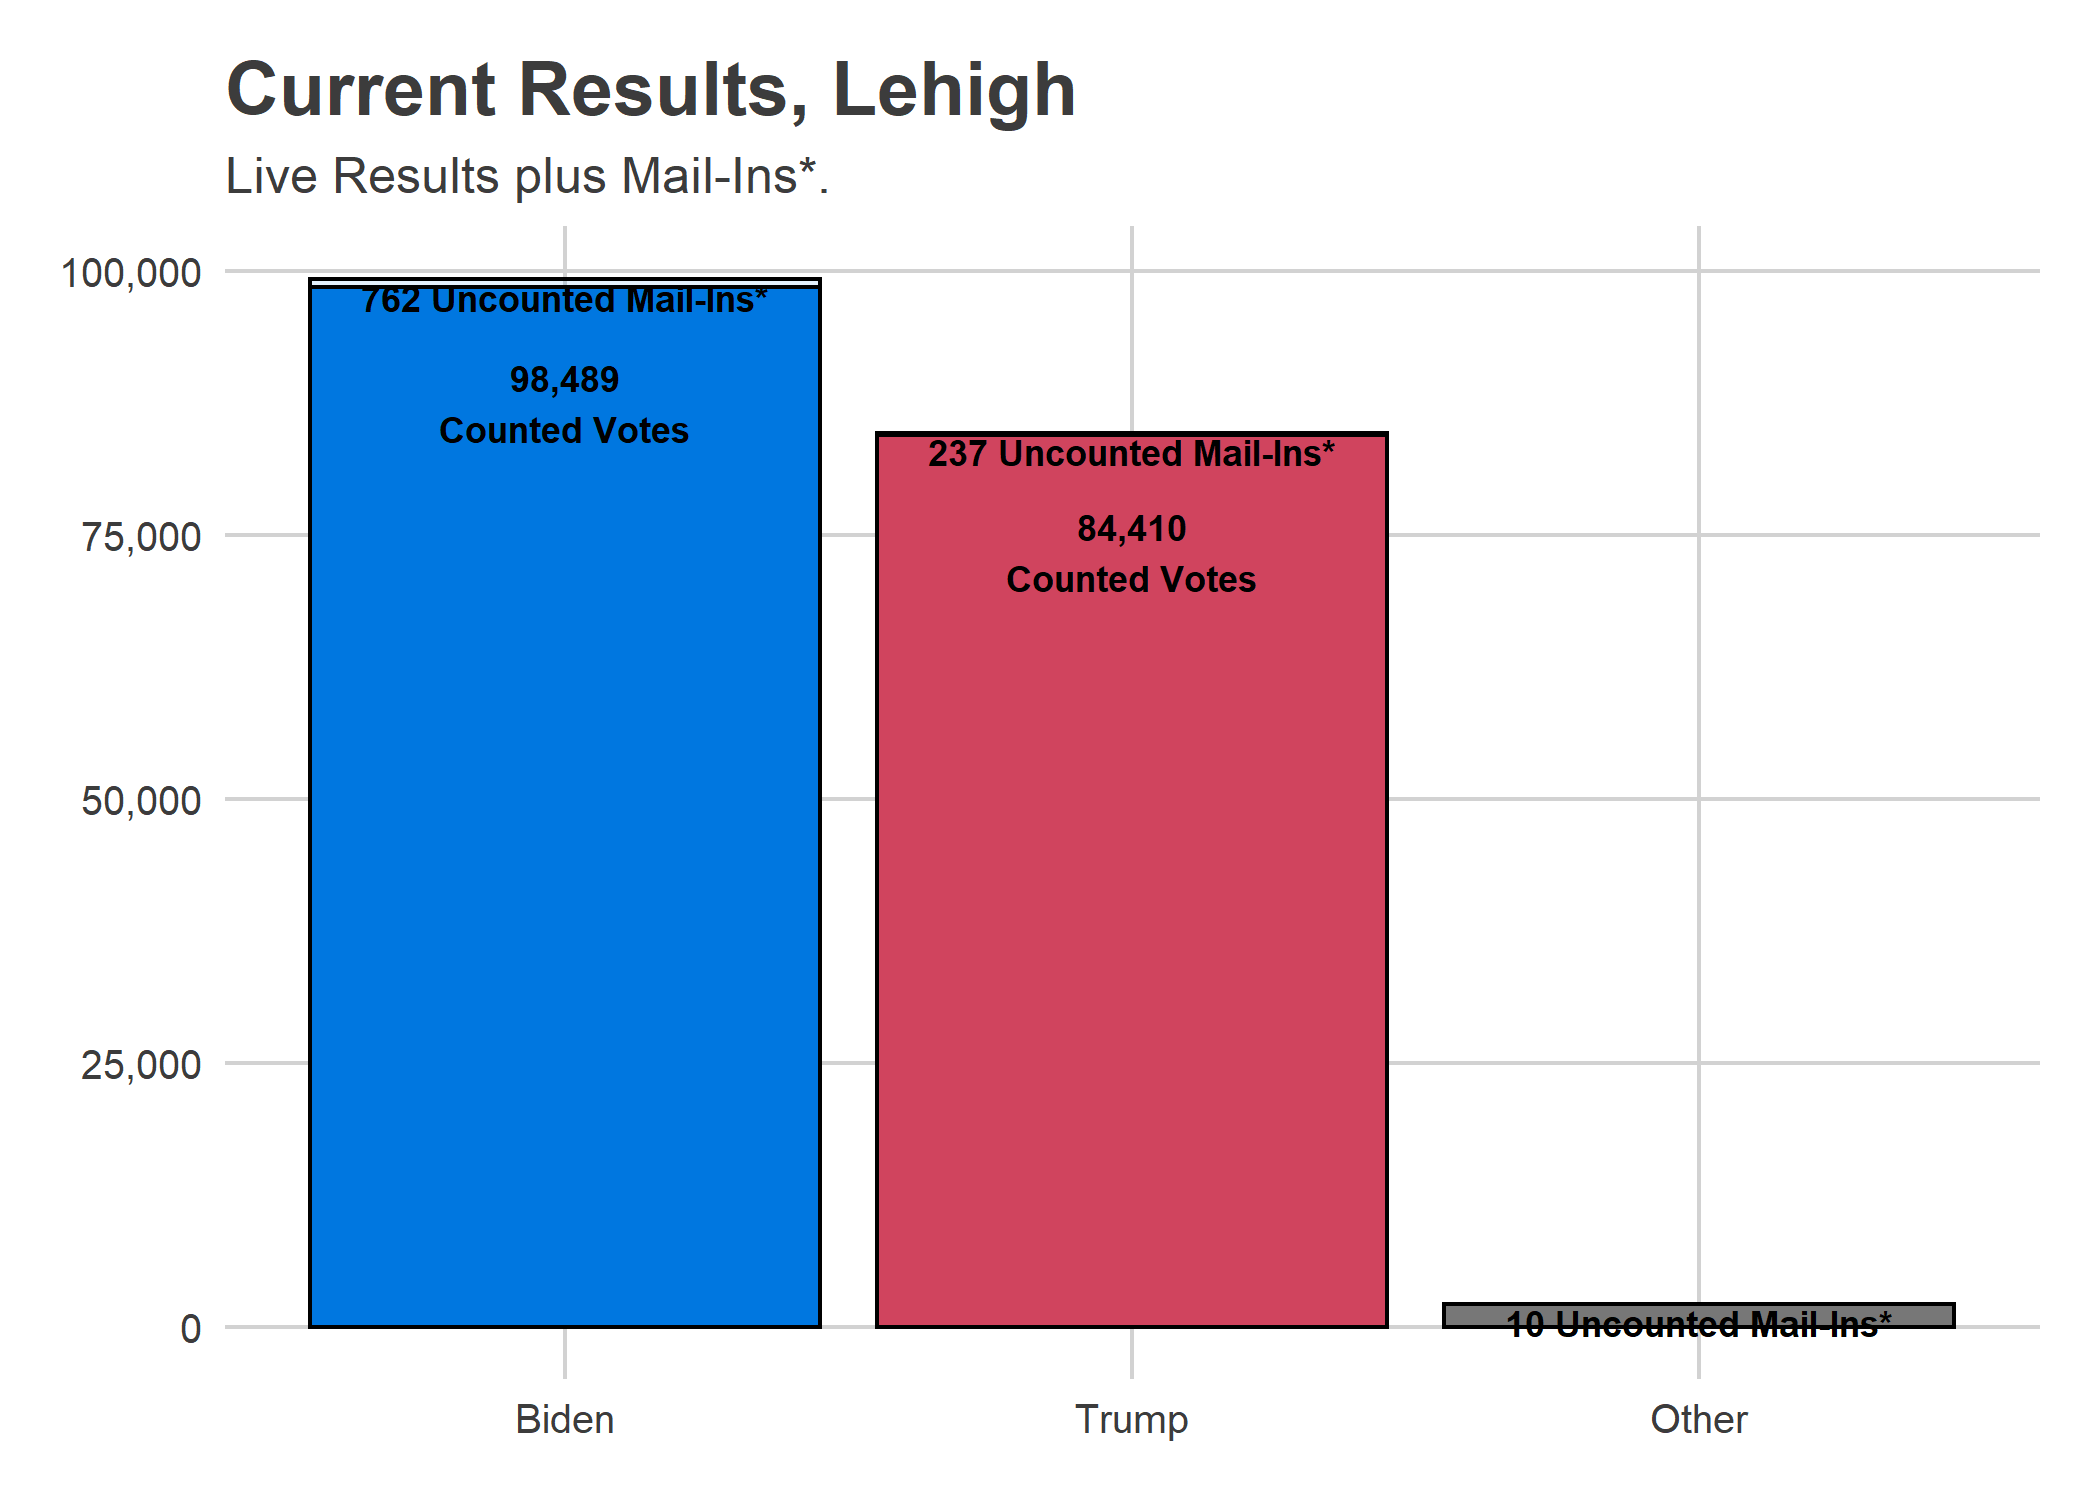 Current Results, Lehigh
Live Results plus Mail-Ins*.
100,000
75,000
50,000
25,000
0
762 Uncounted Mail-Ins*
98,489
Counted Votes
237 Uncounted Mail-Ins*
84,410
Counted Votes
10 Uncounted Mail-Ins*
Biden
Trump
Other